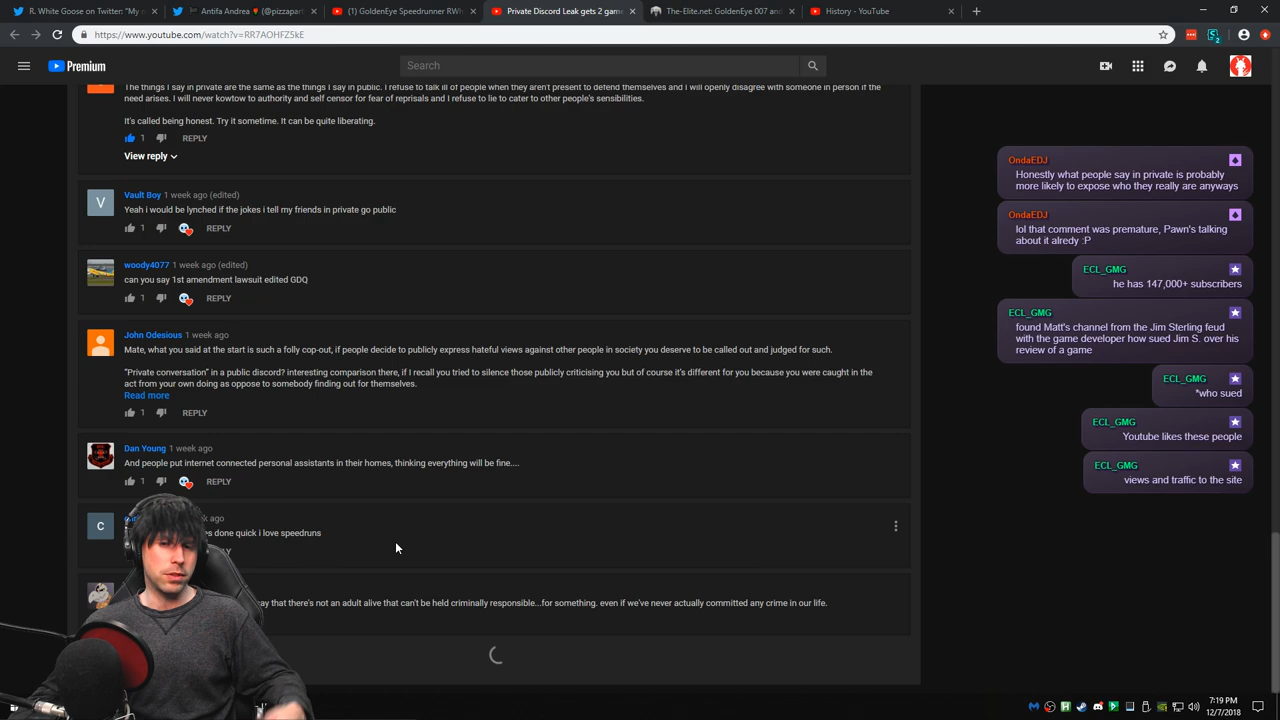 R. White Goose on Twitter: "My n
Antifa Andrea (@pizzapart
(1) GoldenEye Speedrunner RWh
Private Discord Leak gets 2 game
The-Elite.net: GoldenEye 007 and
History - YouTube
https://www.youtube.com/watch?v=RR7AOHFZ5kE
Premium
Search
The things I say in private are the same as the things I say in public. I refuse to talk ill of people when they aren't present to defend themselves and I will openly disagree with someone in person if the
need arises. I will never kowtow to authority and self censor for fear of reprisals and I refuse to lie to cater to other people's sensibilities.
It's called being honest. Try it sometime. It can be quite liberating.
1 REPLY
View reply
V
Vault Boy 1 week ago (edited)
Yeah i would be lynched if the jokes i tell my friends in private go public
1 REPLY
woody4077 1 week ago (edited)
can you say 1st amendment lawsuit edited GDQ
1 REPLY
John Odesious 1 week ago
Mate, what you said at the start is such a folly cop-out, if people decide to publicly express hateful views against other people in society you deserve to be called out and judged for such.
"Private conversation" in a public discord? interesting comparison there, if I recall you tried to silence those publicly criticising you but of course it's different for you because you were caught in the
act from your own doing as oppose to somebody finding out for themselves.
Read more
1 REPLY
Dan Young 1 week ago
And people put internet connected personal assistants in their homes, thinking everything will be fine....
1 REPLY
C
ago
done quick i love speedruns
say that there's not an adult alive that can't be held criminally responsible...for something. even if we've never actually committed any crime in our life.
OndaEDJ
Honestly what people say in private is probably
more likely to expose who they really are anyways
OndaEDJ
lol that comment was premature, Pawn's talking
about it alredy :P
ECL_GMG
he has 147,000+ subscribers
ECL_GMG
found Matt's channel from the Jim Sterling feud
with the game developer how sued Jim S. over his
review of a game
ECL_GMG
*who sued
ECL_GMG
Youtube likes these people
ECL_GMG
views and traffic to the site
7:19 PM
12/7/2018